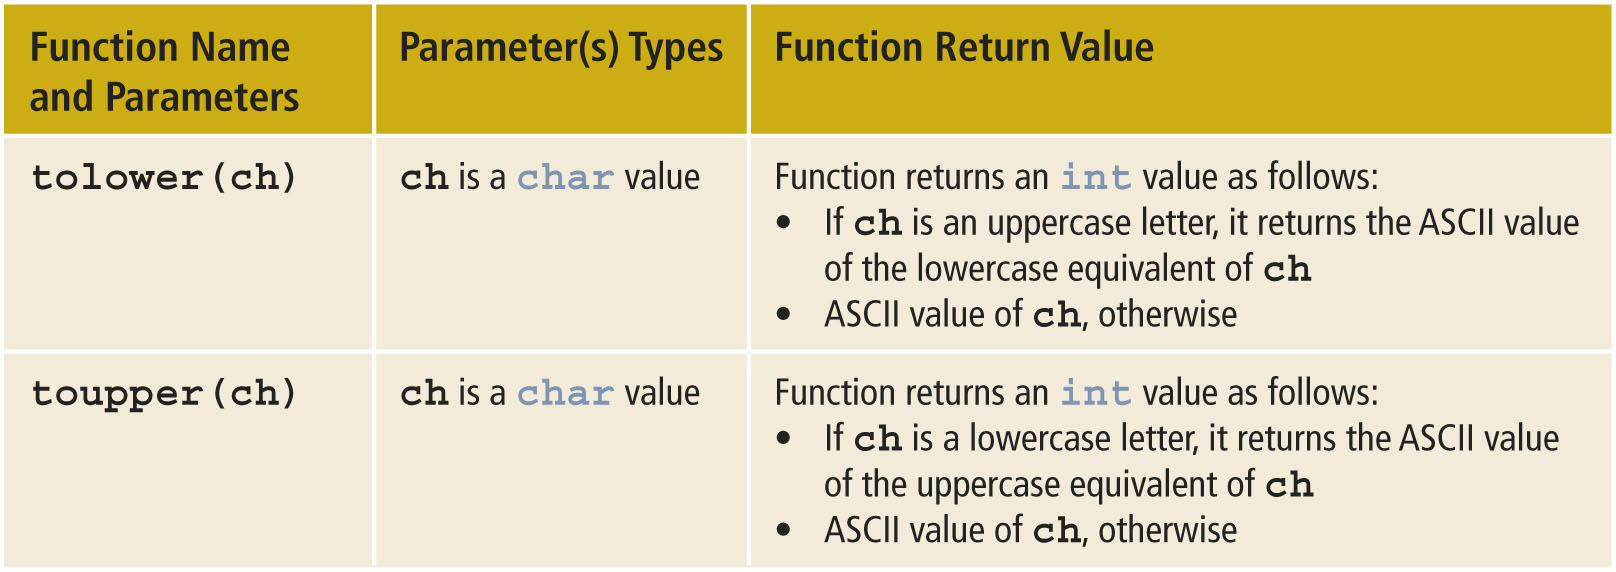 Function Name
and Parameters
Parameter(s) Types
Function Return Value
tolower(ch)
ch is a char value
Function returns an int value as follows:
• If ch is an uppercase letter, it returns the ASCII value
of the lowercase equivalent of ch
• ASCII value of ch, otherwise
toupper(ch)
ch is a char value
Function returns an int value as follows:
• If ch is a lowercase letter, it returns the ASCII value
of the uppercase equivalent of ch
• ASCII value of ch, otherwise